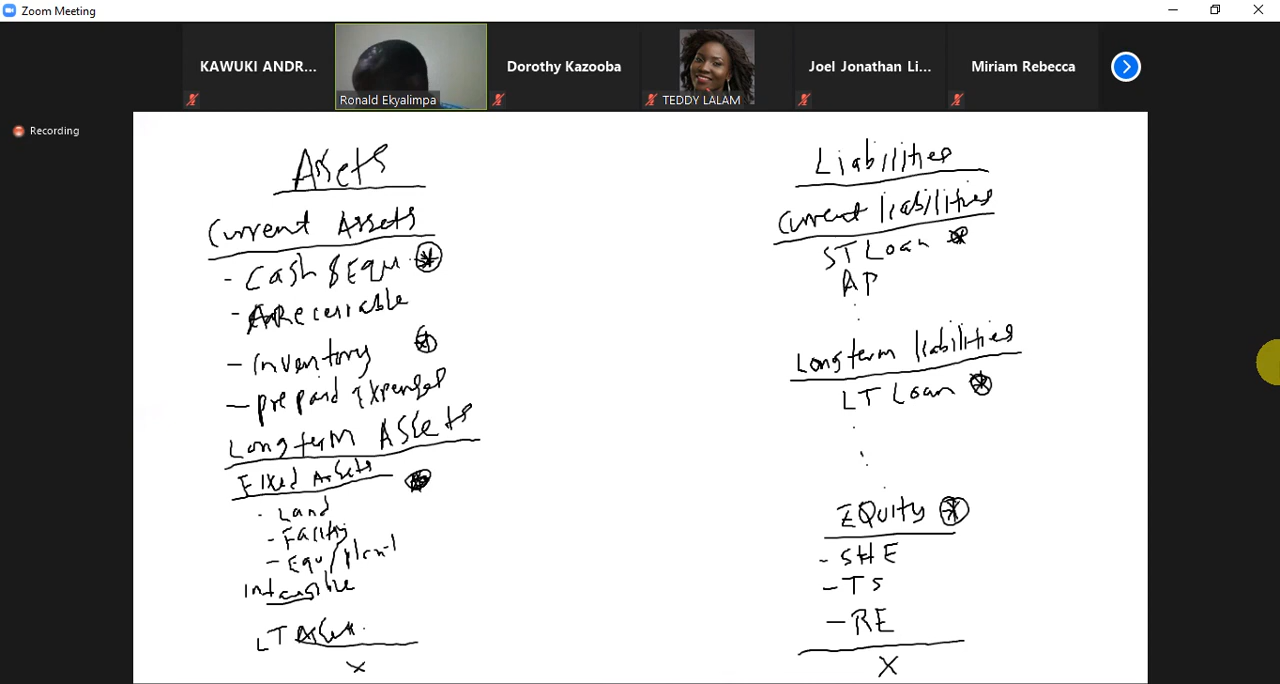 Zoom Meeting
KAWUKI ANDR...
Ronald Ekyalimpa
Dorothy Kazooba
TEDDY LALAM
Joel Jonathan Li...
Miriam Rebecca
Recording
Assets
Current Assets
- Cash & Equ
- Receivable
- Inventory
- Prepaid Expenses
Long term Assets
Fixed Assets
- Land
- Facility
- Equ/plant
Intangible
LT Assets
X
Liabilities
Current liabilities
ST Loan *
AP
Long term liabilities
LT Loan *
Equity *
- SHE
- TS
- RE
X